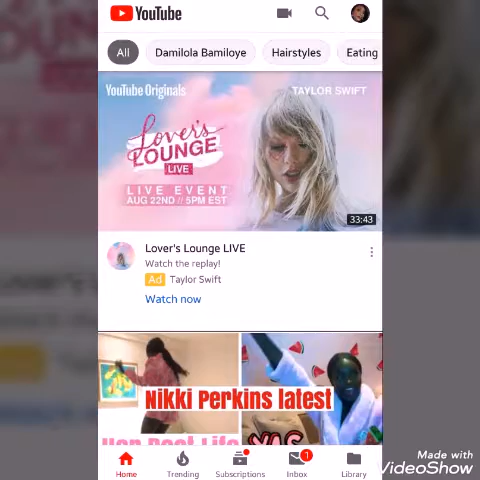 YouTube
All
Damilola Bamiloye
Hairstyles
Eating
YouTube Originals
TAYLOR SWIFT
Lover's
LOUNGE
LIVE
LIVE EVENT
AUG 22ND // 5PM EST
33:43
Lover's Lounge LIVE
Watch the replay!
Ad Taylor Swift
Watch now
Nikki Perkins latest
YAS
Home
Trending
Subscriptions
1
Inbox
Library
Made with
VideoShow